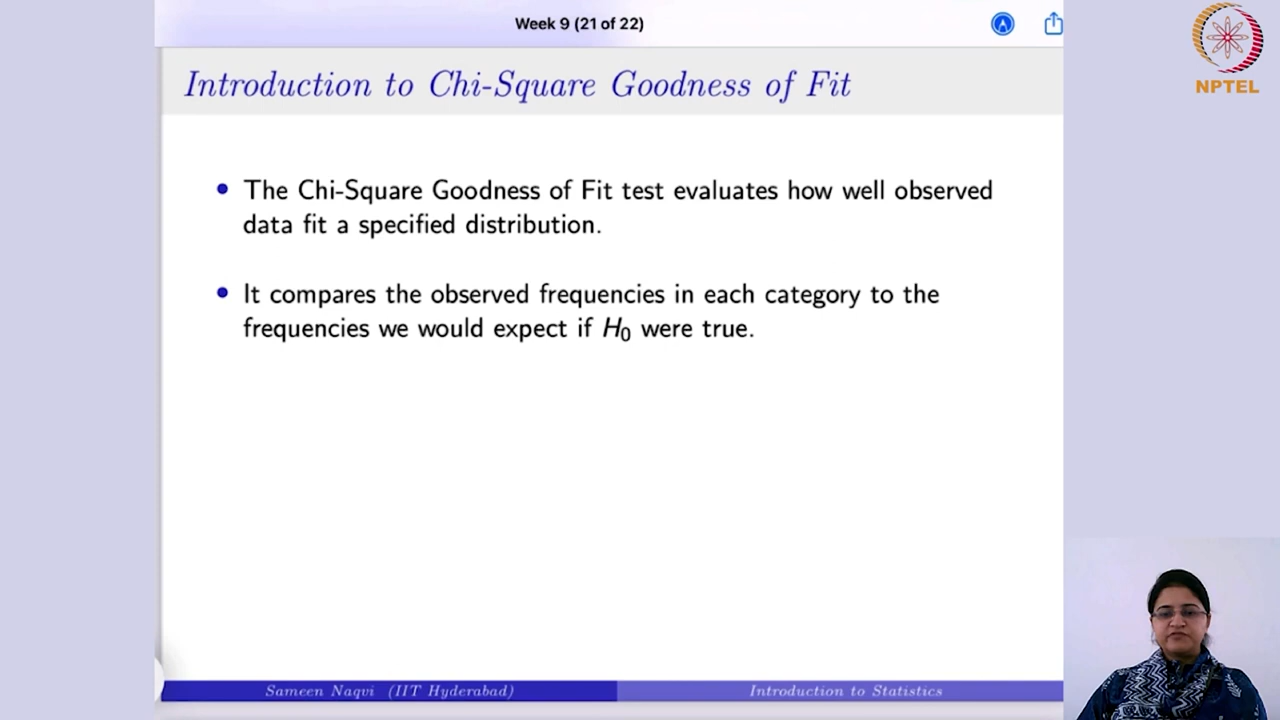 Week 9 (21 of 22)
NPTEL
Introduction to Chi-Square Goodness of Fit
• The Chi-Square Goodness of Fit test evaluates how well observed
data fit a specified distribution.
• It compares the observed frequencies in each category to the
frequencies we would expect if H₀ were true.
Sameen Naqvi (IIT Hyderabad)
Introduction to Statistics